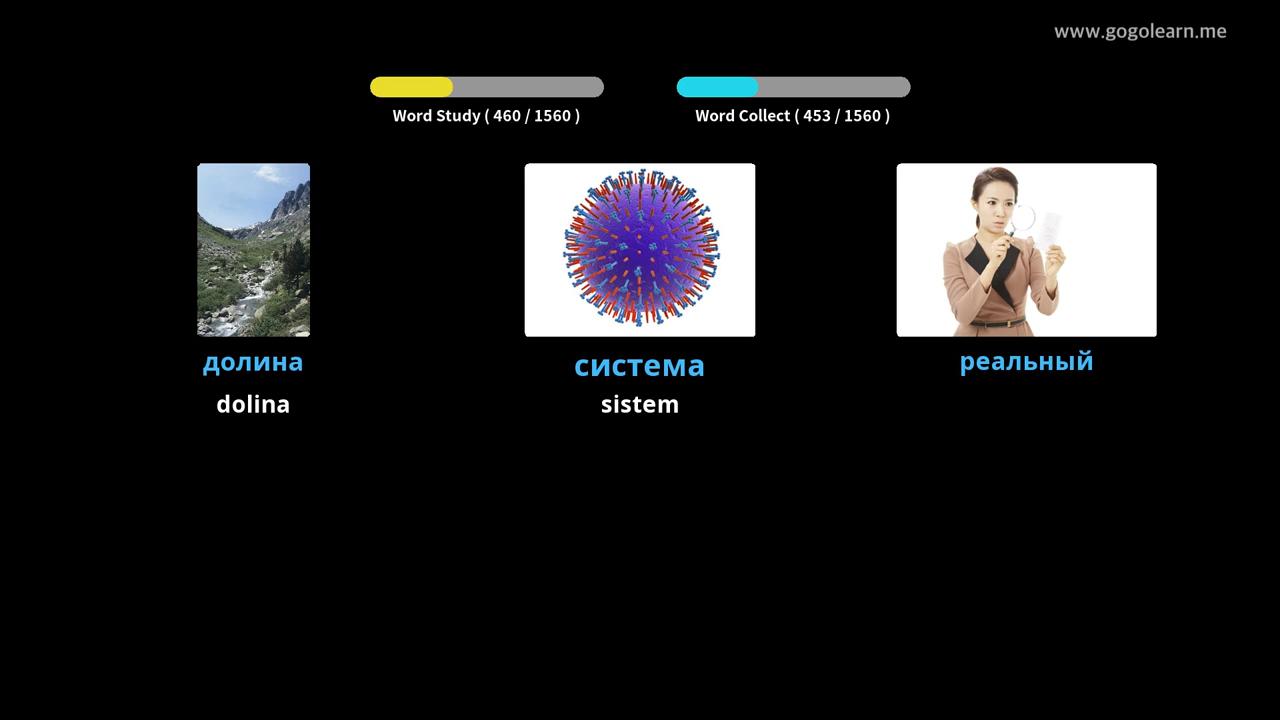 www.gogolearn.me
Word Study ( 460 / 1560 )
Word Collect ( 453 / 1560 )
долина
система
реальный
dolina
sistem